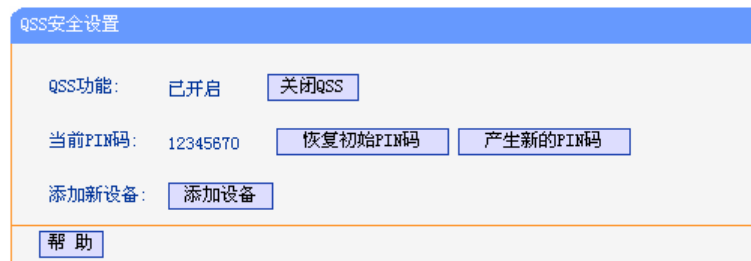 QSS安全设置
QSS功能: 已开启 关闭QSS
当前PIN码: 12345670 恢复初始PIN码 产生新的PIN码
添加新设备: 添加设备
帮 助